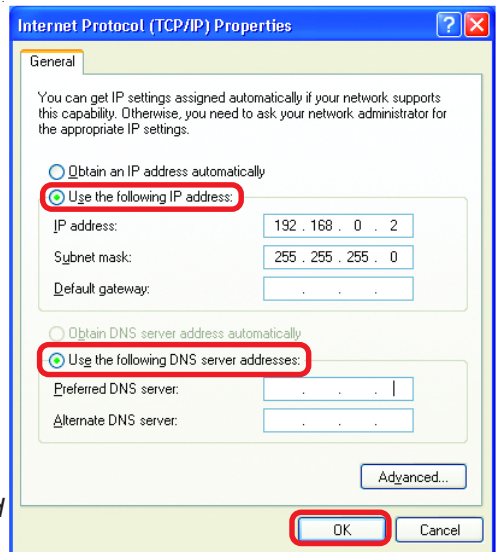 Internet Protocol (TCP/IP) Properties
General
You can get IP settings assigned automatically if your network supports
this capability. Otherwise, you need to ask your network administrator for
the appropriate IP settings.
Obtain an IP address automatically
Use the following IP address:
IP address: 192 . 168 . 0 . 2
Subnet mask: 255 . 255 . 255 . 0
Default gateway: . . .
Obtain DNS server address automatically
Use the following DNS server addresses:
Preferred DNS server: . . .
Alternate DNS server: . . .
Advanced...
OK Cancel